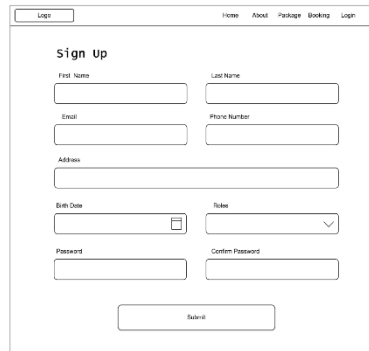 Logo Home About Package Booking Login
Sign Up
First Name Last Name
Email Phone Number
Address
Birth Date Roles
Password Confirm Password
Submit